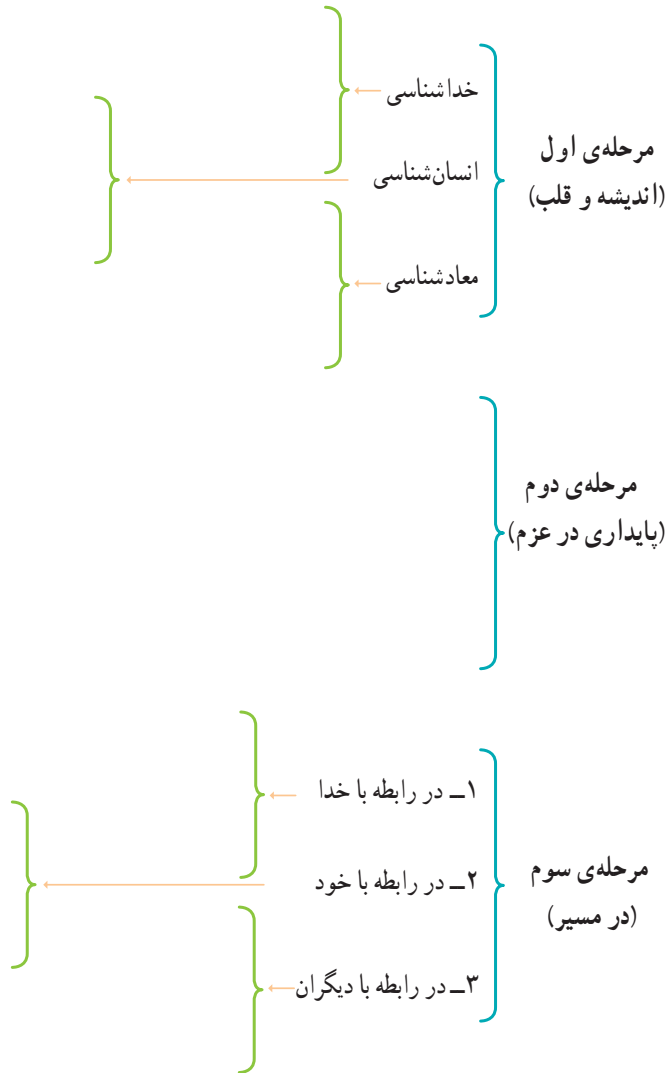 مرحله‌ی اول
(اندیشه و قلب)
خداشناسی
انسان‌شناسی
معادشناسی
مرحله‌ی دوم
(پایداری در عزم)
مرحله‌ی سوم
(در مسیر)
۱ــ در رابطه با خدا
۲ــ در رابطه با خود
۳ــ در رابطه با دیگران